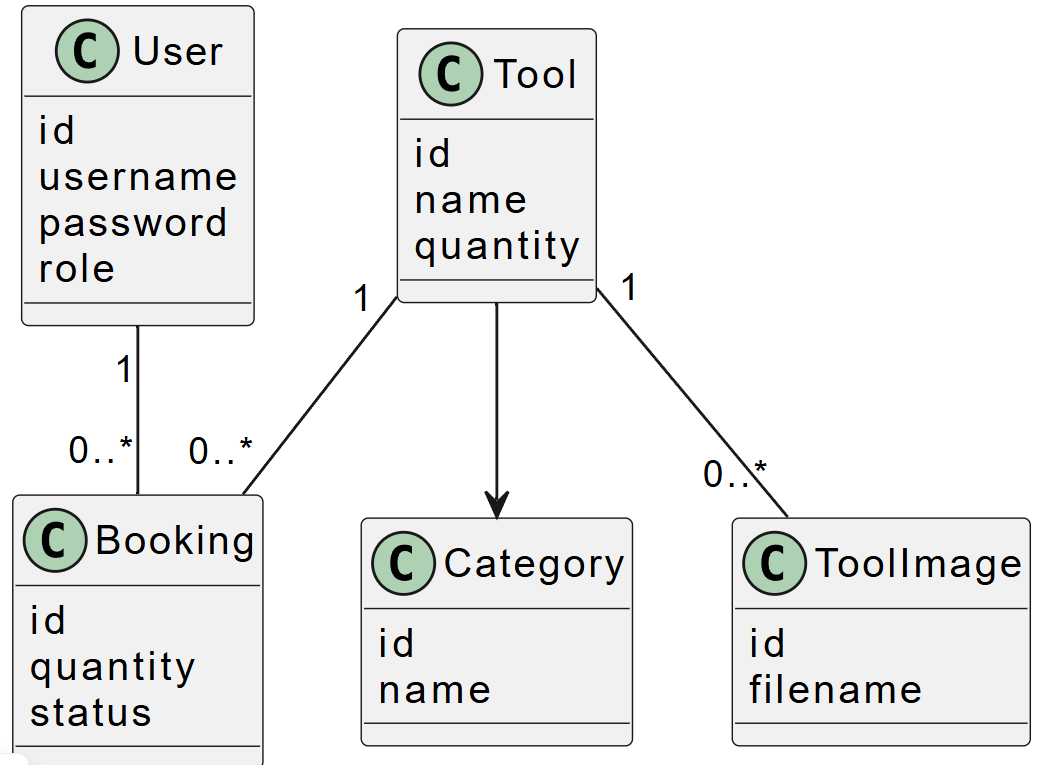 C User
id
username
password
role
C Tool
id
name
quantity
1
1
1
0..*
0..*
0..*
C Booking
id
quantity
status
C Category
id
name
C ToolImage
id
filename